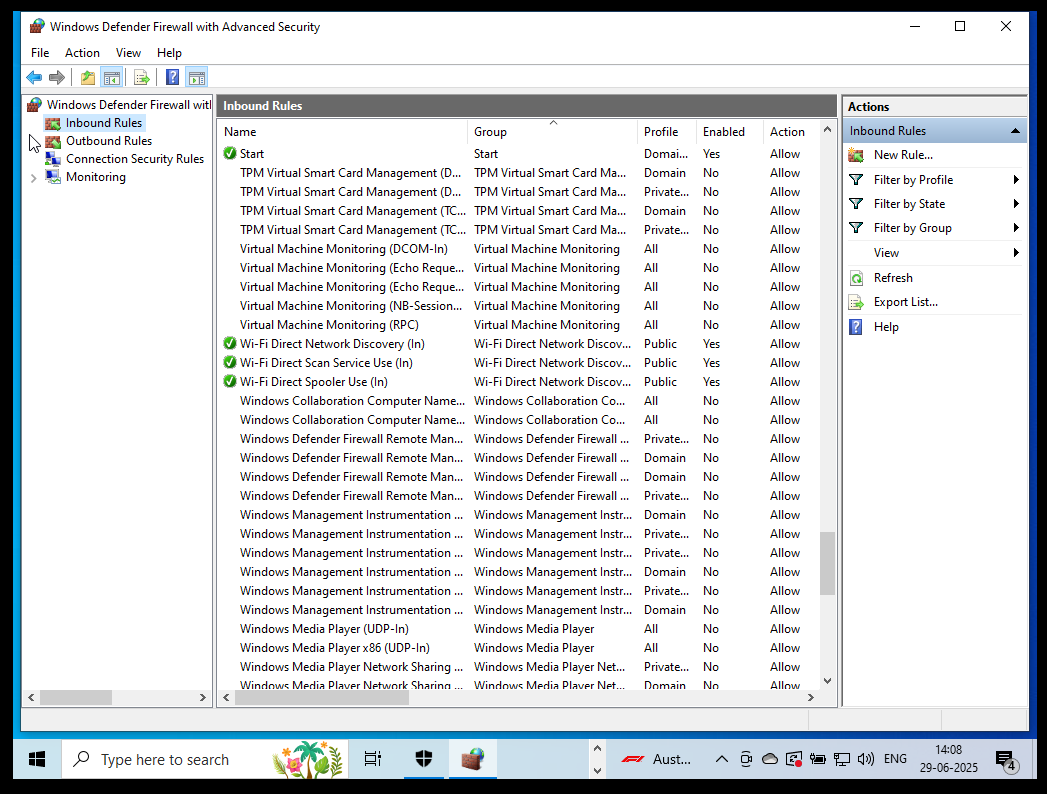 Windows Defender Firewall with Advanced Security
File Action View Help
Windows Defender Firewall witl
Inbound Rules
Outbound Rules
Connection Security Rules
Monitoring
Inbound Rules
Name Group Profile Enabled Action
Start Start Domai... Yes Allow
TPM Virtual Smart Card Management (D... TPM Virtual Smart Card Ma... Domain No Allow
TPM Virtual Smart Card Management (D... TPM Virtual Smart Card Ma... Private... No Allow
TPM Virtual Smart Card Management (TC... TPM Virtual Smart Card Ma... Domain No Allow
TPM Virtual Smart Card Management (TC... TPM Virtual Smart Card Ma... Private... No Allow
Virtual Machine Monitoring (DCOM-In) Virtual Machine Monitoring All No Allow
Virtual Machine Monitoring (Echo Reque... Virtual Machine Monitoring All No Allow
Virtual Machine Monitoring (Echo Reque... Virtual Machine Monitoring All No Allow
Virtual Machine Monitoring (NB-Session... Virtual Machine Monitoring All No Allow
Virtual Machine Monitoring (RPC) Virtual Machine Monitoring All No Allow
Wi-Fi Direct Network Discovery (In) Wi-Fi Direct Network Discov... Public Yes Allow
Wi-Fi Direct Scan Service Use (In) Wi-Fi Direct Network Discov... Public Yes Allow
Wi-Fi Direct Spooler Use (In) Wi-Fi Direct Network Discov... Public Yes Allow
Windows Collaboration Computer Name... Windows Collaboration Co... All No Allow
Windows Collaboration Computer Name... Windows Collaboration Co... All No Allow
Windows Defender Firewall Remote Man... Windows Defender Firewall ... Private... No Allow
Windows Defender Firewall Remote Man... Windows Defender Firewall ... Domain No Allow
Windows Defender Firewall Remote Man... Windows Defender Firewall ... Domain No Allow
Windows Defender Firewall Remote Man... Windows Defender Firewall ... Private... No Allow
Windows Management Instrumentation ... Windows Management Instr... Domain No Allow
Windows Management Instrumentation ... Windows Management Instr... Private... No Allow
Windows Management Instrumentation ... Windows Management Instr... Private... No Allow
Windows Management Instrumentation ... Windows Management Instr... Domain No Allow
Windows Management Instrumentation ... Windows Management Instr... Private... No Allow
Windows Management Instrumentation ... Windows Management Instr... Domain No Allow
Windows Media Player (UDP-In) Windows Media Player All No Allow
Windows Media Player x86 (UDP-In) Windows Media Player All No Allow
Windows Media Player Network Sharing ... Windows Media Player Net... Private... No Allow
Windows Media Player Network Sharing ... Windows Media Player Net... Domain No Allow
Actions
Inbound Rules
New Rule...
Filter by Profile
Filter by State
Filter by Group
View
Refresh
Export List...
Help
Type here to search
Aust...
ENG
14:08
29-06-2025
4